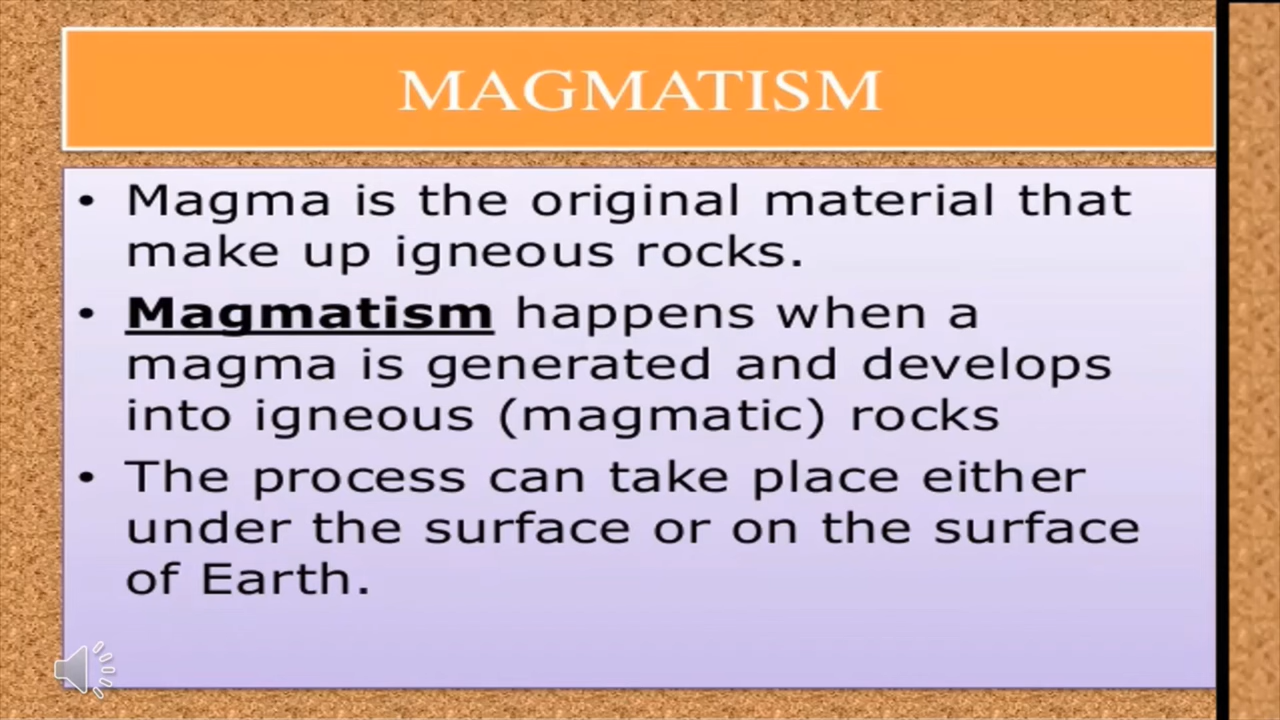 MAGMATISM
• Magma is the original material that
make up igneous rocks.
• Magmatism happens when a
magma is generated and develops
into igneous (magmatic) rocks
• The process can take place either
under the surface or on the surface
of Earth.